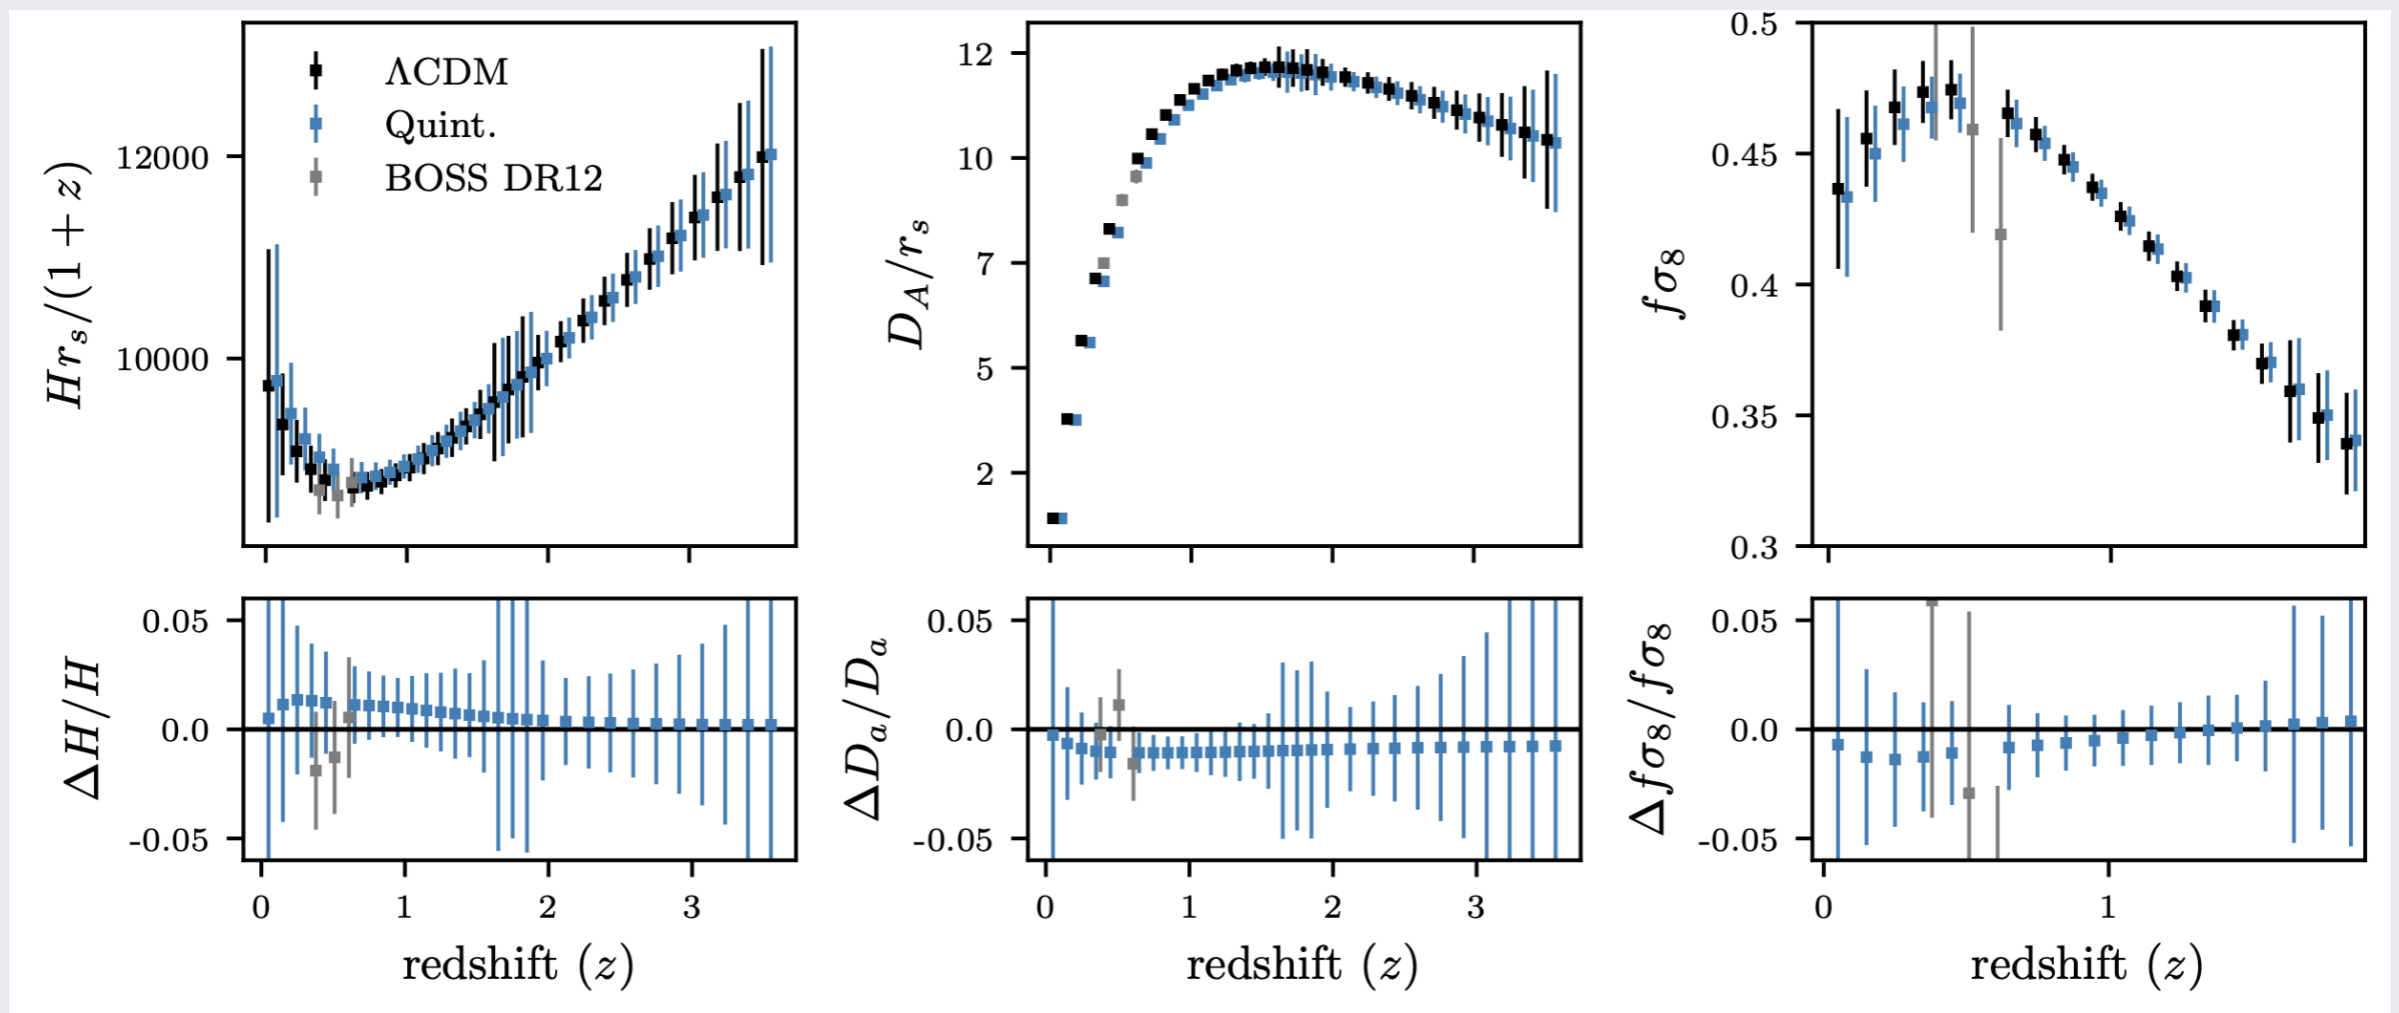 ΛCDM
Quint.
BOSS DR12
Hr_s/(1 + z)
12000
10000
D_A/r_s
12
10
7
5
2
fσ_8
0.5
0.45
0.4
0.35
0.3
ΔH/H
0.05
0.0
-0.05
0 1 2 3
redshift (z)
ΔD_a/D_a
0.05
0.0
-0.05
0 1 2 3
redshift (z)
Δfσ_8/fσ_8
0.05
0.0
-0.05
0 1
redshift (z)